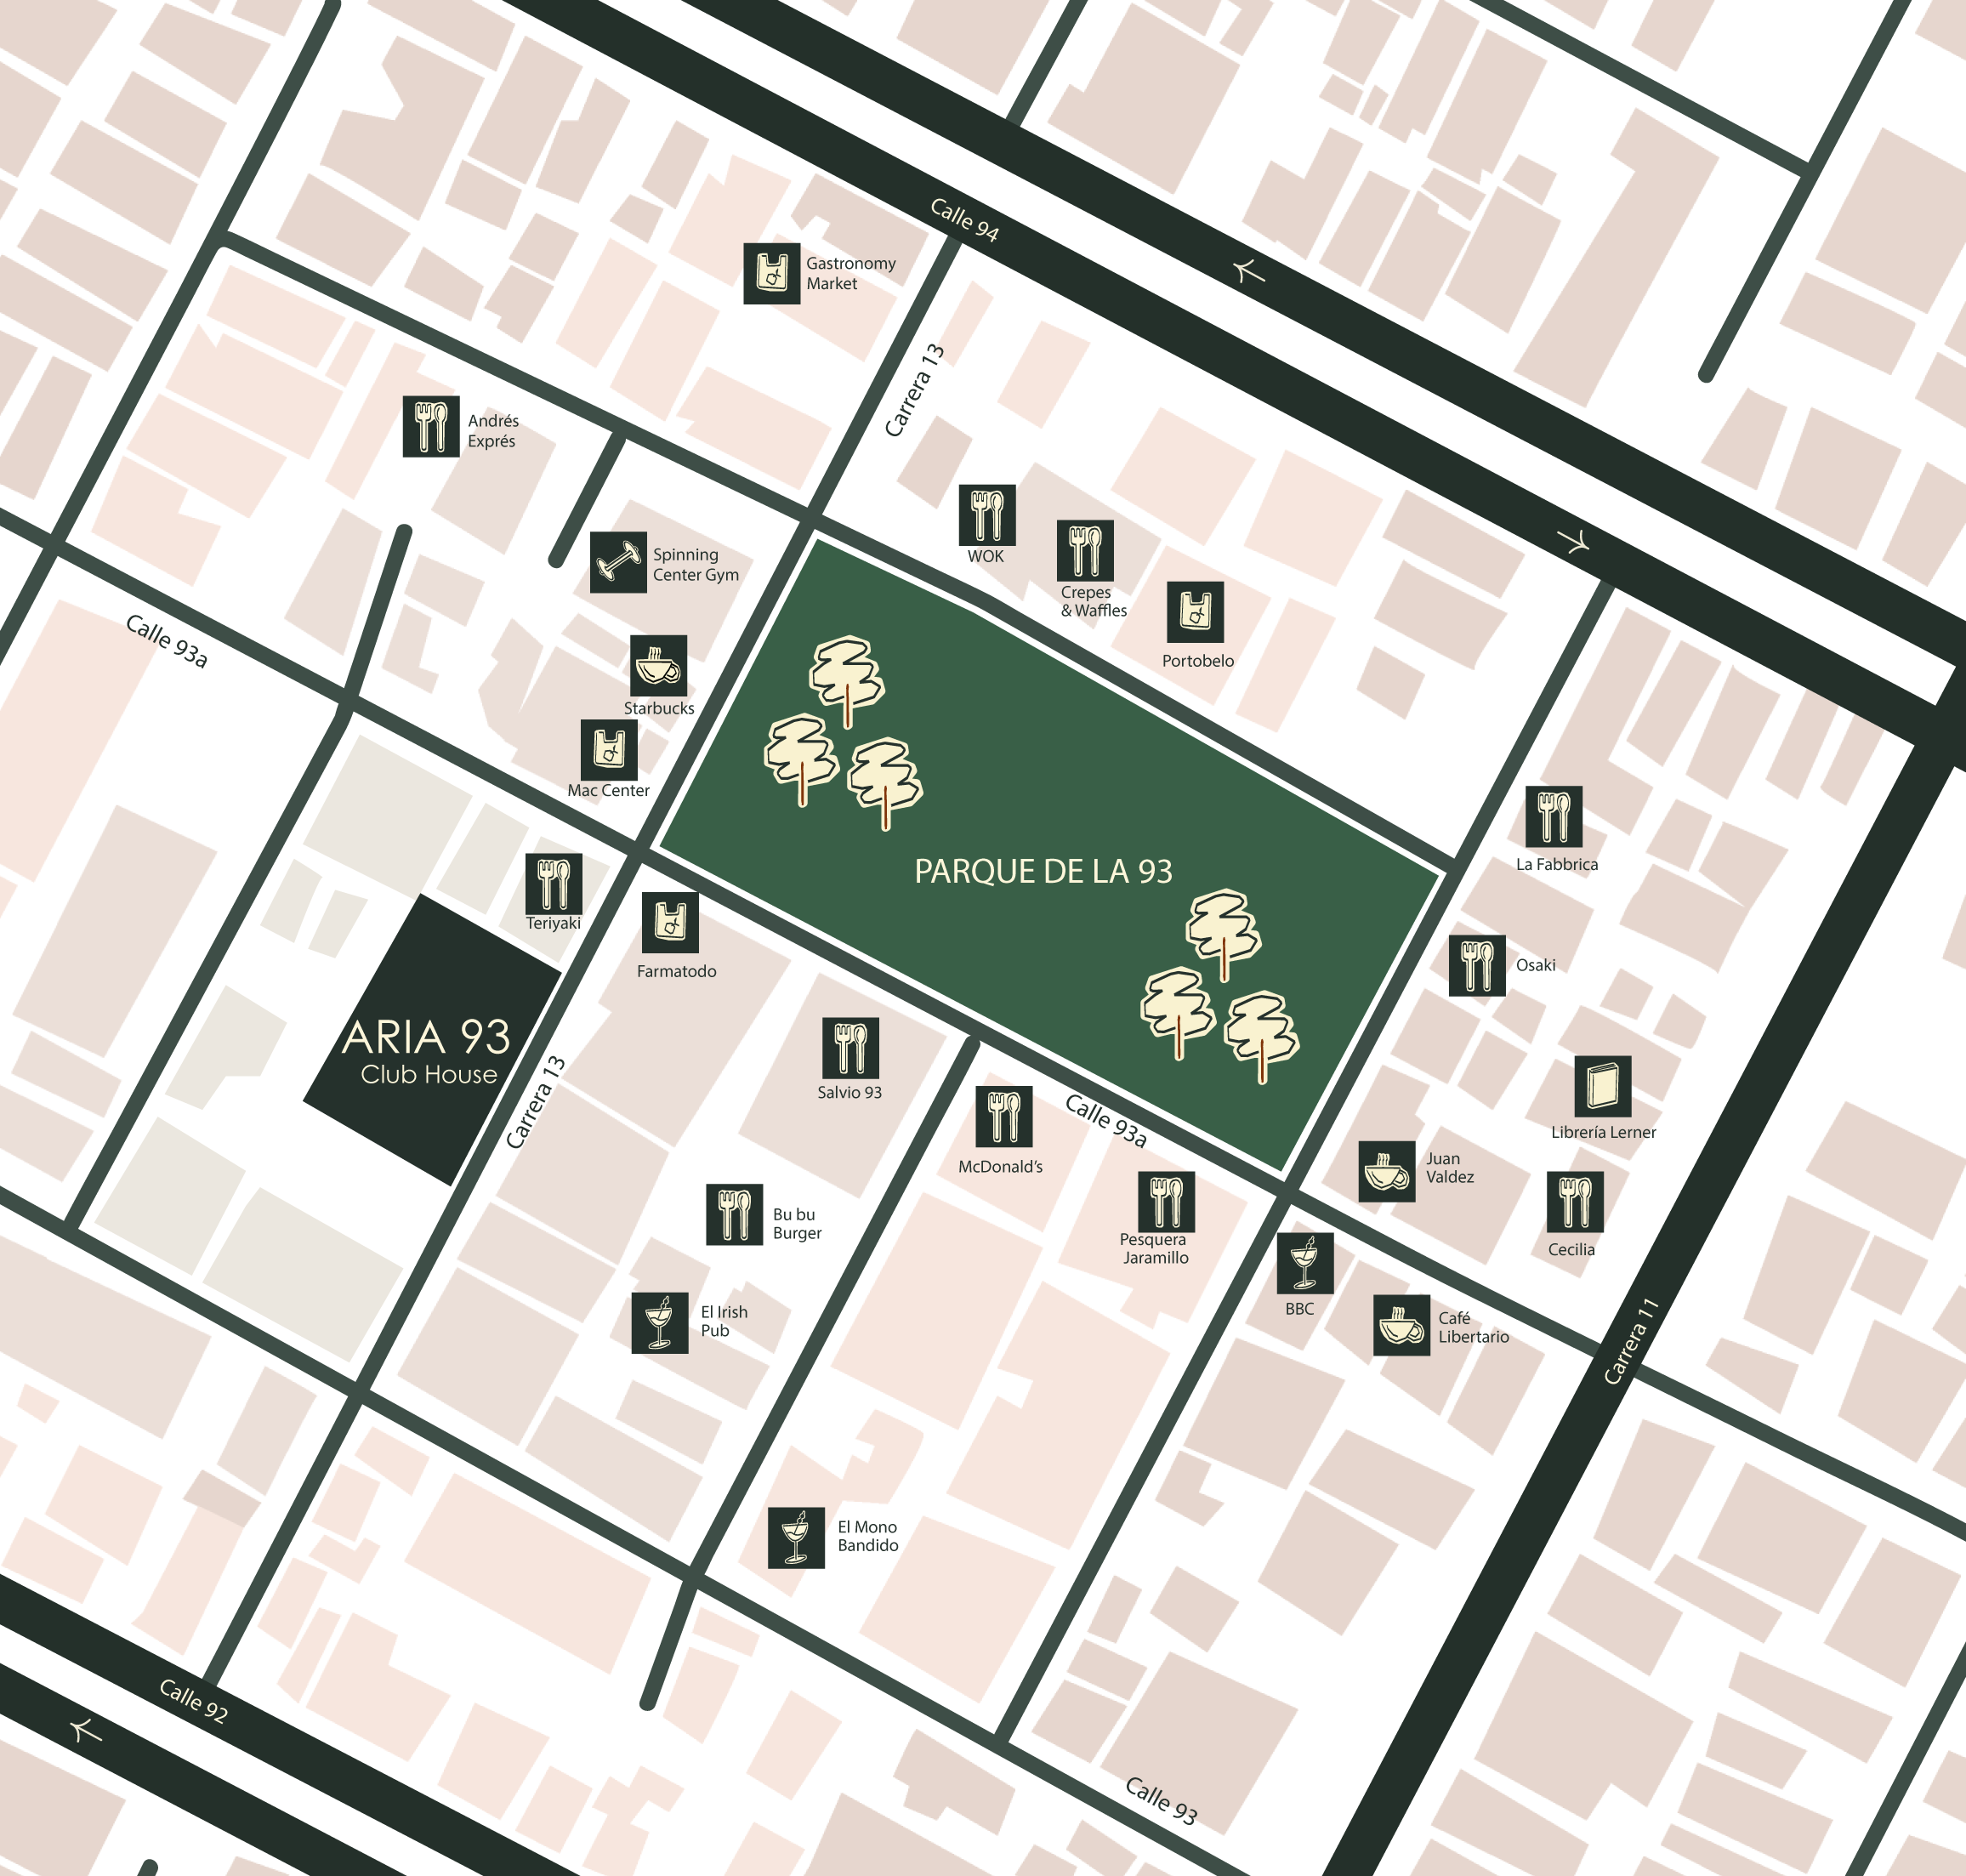 Calle 94
Gastronomy
Market
Carrera 13
Andrés
Exprés
WOK
Spinning
Center Gym
Crepes
& Waffles
Calle 93a
Portobelo
Starbucks
Mac Center
La Fabbrica
PARQUE DE LA 93
Teriyaki
Farmatodo
Osaki
ARIA 93
Club House
Carrera 13
Salvio 93
Calle 93a
McDonald's
Librería Lerner
Juan
Valdez
Bu bu
Burger
Pesquera
Jaramillo
Cecilia
BBC
El Irish
Pub
Café
Libertario
Carrera 11
El Mono
Bandido
Calle 92
Calle 93